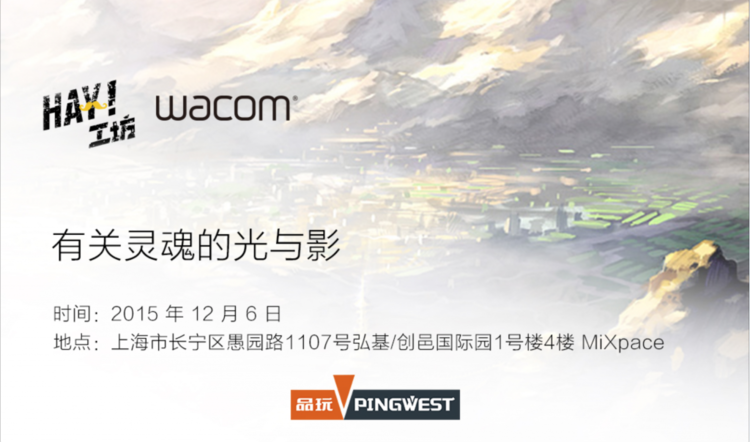 HAY!
工坊
wacom®
有关灵魂的光与影
时间：2015 年 12 月 6 日
地点：上海市长宁区愚园路1107号弘基/创邑国际园1号楼4楼 MiXpace
品玩 PINGWEST